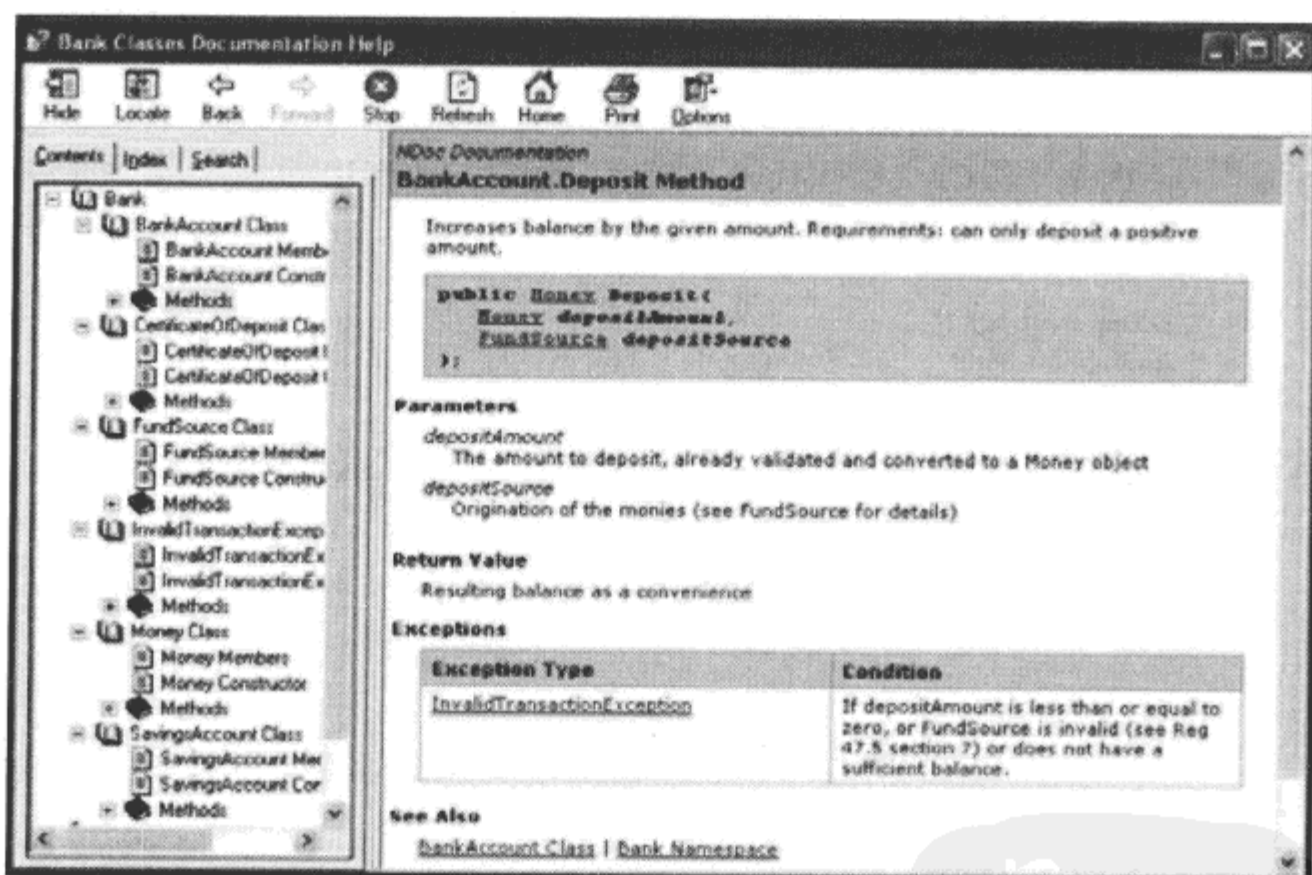 Bank Classes Documentation Help
Hide Locate Back Forward Stop Refresh Home Print Options
Contents Index Search
Bank
BankAccount Class
BankAccount Memb
BankAccount Constr
Methods
CertificateOfDeposit Clas
CertificateOfDeposit
CertificateOfDeposit
Methods
FundSource Class
FundSource Member
FundSource Constru
Methods
InvalidTransactionExcep
InvalidTransactionEx
InvalidTransactionEx
Methods
Money Class
Money Members
Money Constructor
Methods
SavingsAccount Class
SavingsAccount Mer
SavingsAccount Cor
Methods
NDoc Documentation
BankAccount.Deposit Method
Increases balance by the given amount. Requirements: can only deposit a positive
amount.
public Money Deposit(
Money depositAmount,
FundSource depositSource
);
Parameters
depositAmount
The amount to deposit, already validated and converted to a Money object
depositSource
Origination of the monies (see FundSource for details)
Return Value
Resulting balance as a convenience
Exceptions
Exception Type Condition
InvalidTransactionException If depositAmount is less than or equal to
zero, or FundSource is invalid (see Reg
47.5 section 7) or does not have a
sufficient balance.
See Also
BankAccount Class | Bank Namespace